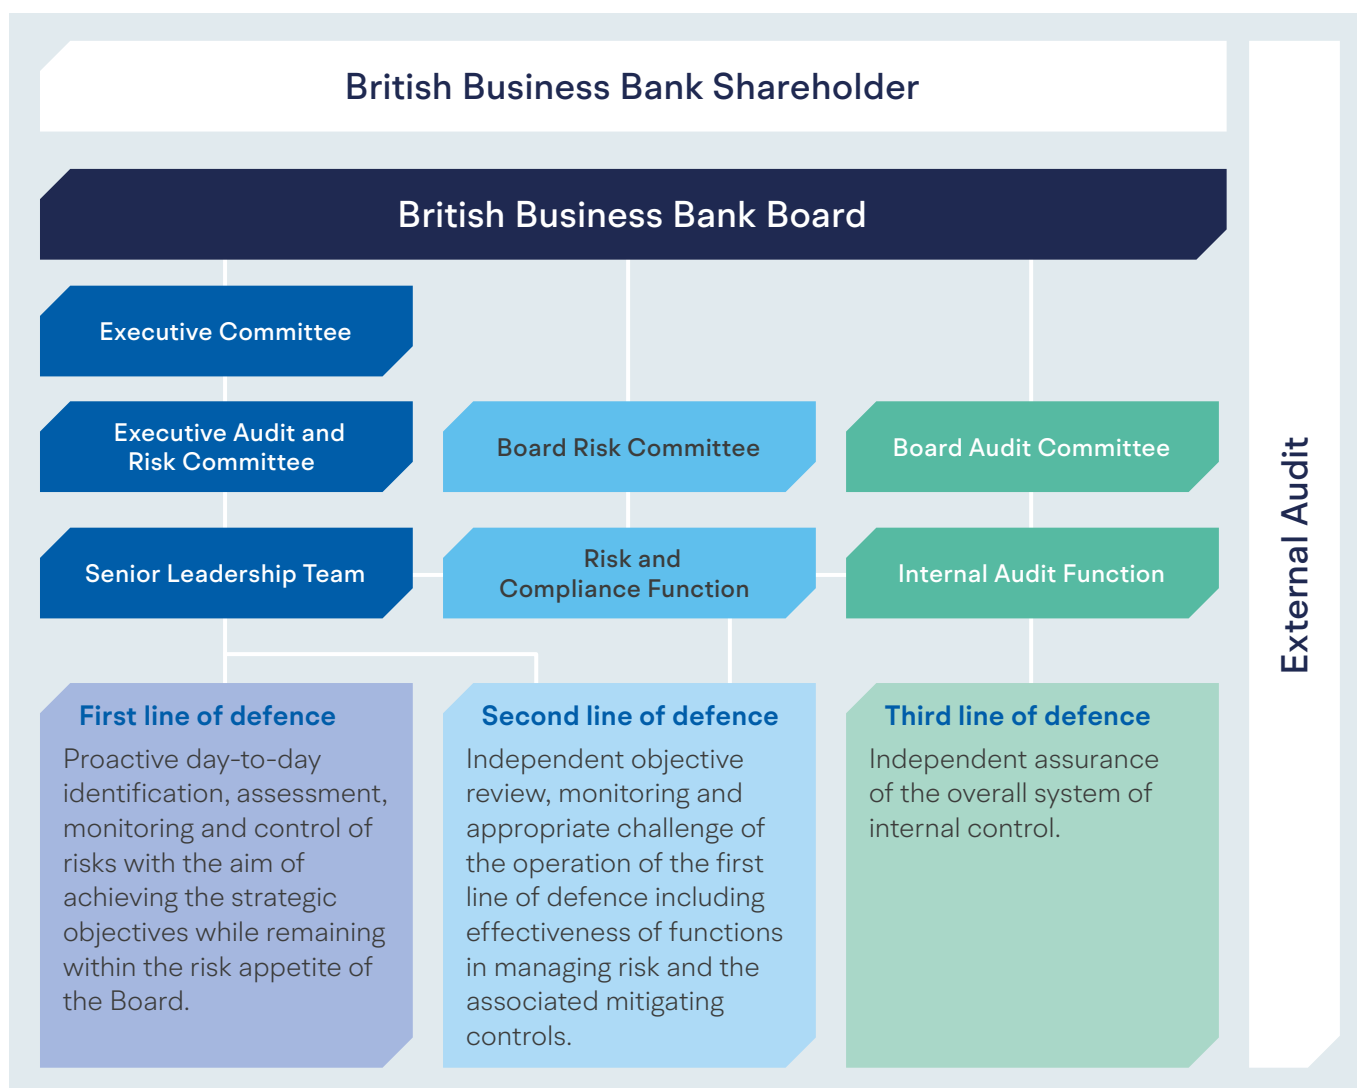 British Business Bank Shareholder
British Business Bank Board
Executive Committee
Executive Audit and
Risk Committee
Board Risk Committee
Board Audit Committee
Senior Leadership Team
Risk and
Compliance Function
Internal Audit Function
First line of defence
Proactive day-to-day
identification, assessment,
monitoring and control of
risks with the aim of
achieving the strategic
objectives while remaining
within the risk appetite of
the Board.
Second line of defence
Independent objective
review, monitoring and
appropriate challenge of
the operation of the first
line of defence including
effectiveness of functions
in managing risk and the
associated mitigating
controls.
Third line of defence
Independent assurance
of the overall system of
internal control.
External Audit